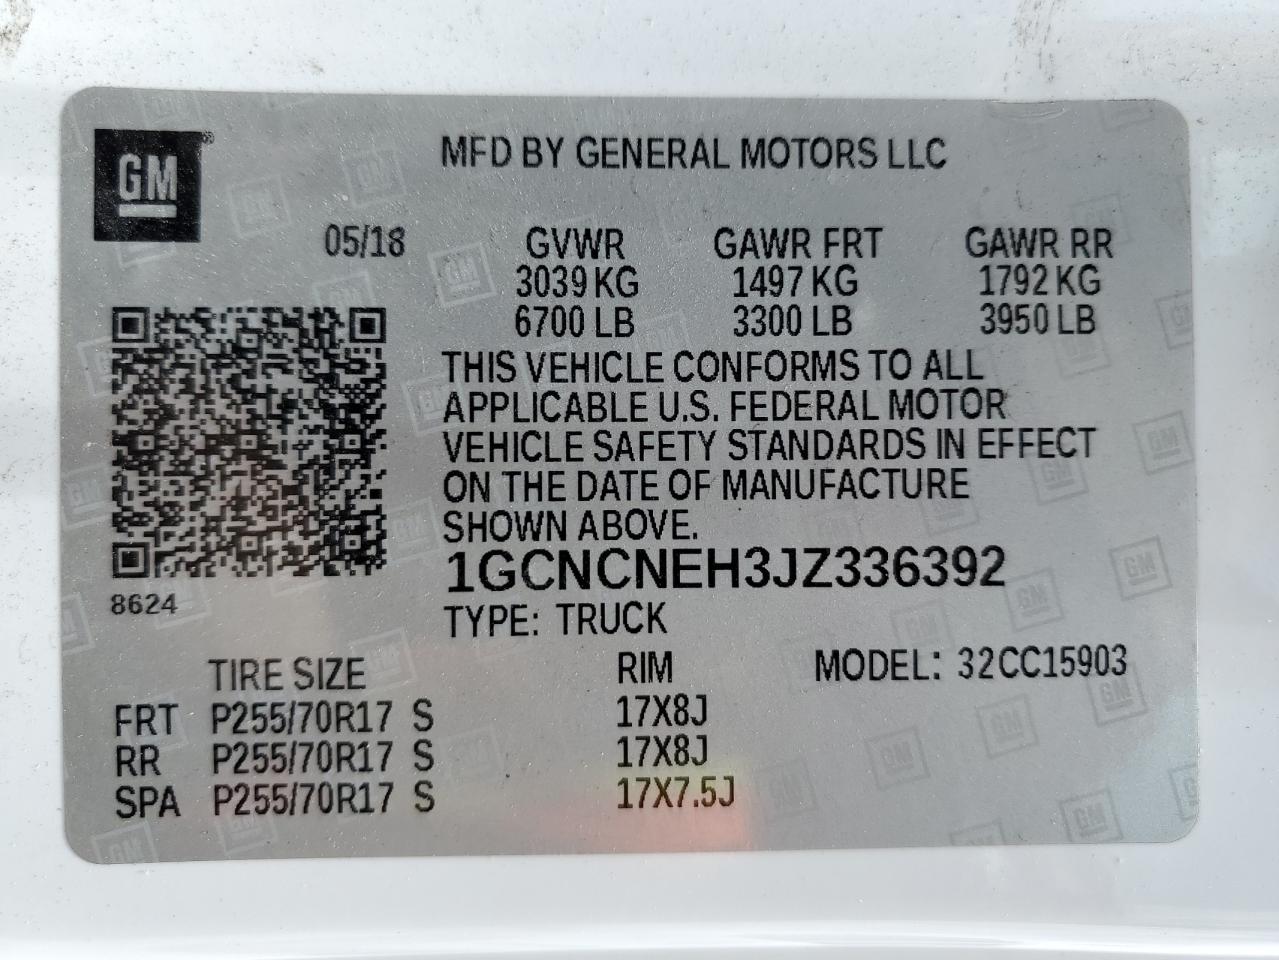 GM
MFD BY GENERAL MOTORS LLC
05/18 GVWR GAWR FRT GAWR RR
3039 KG 1497 KG 1792 KG
6700 LB 3300 LB 3950 LB
THIS VEHICLE CONFORMS TO ALL
APPLICABLE U.S. FEDERAL MOTOR
VEHICLE SAFETY STANDARDS IN EFFECT
ON THE DATE OF MANUFACTURE
SHOWN ABOVE.
1GCNCNEH3JZ336392
8624
TYPE: TRUCK
TIRE SIZE RIM MODEL: 32CC15903
FRT P255/70R17 S 17X8J
RR P255/70R17 S 17X8J
SPA P255/70R17 S 17X7.5J